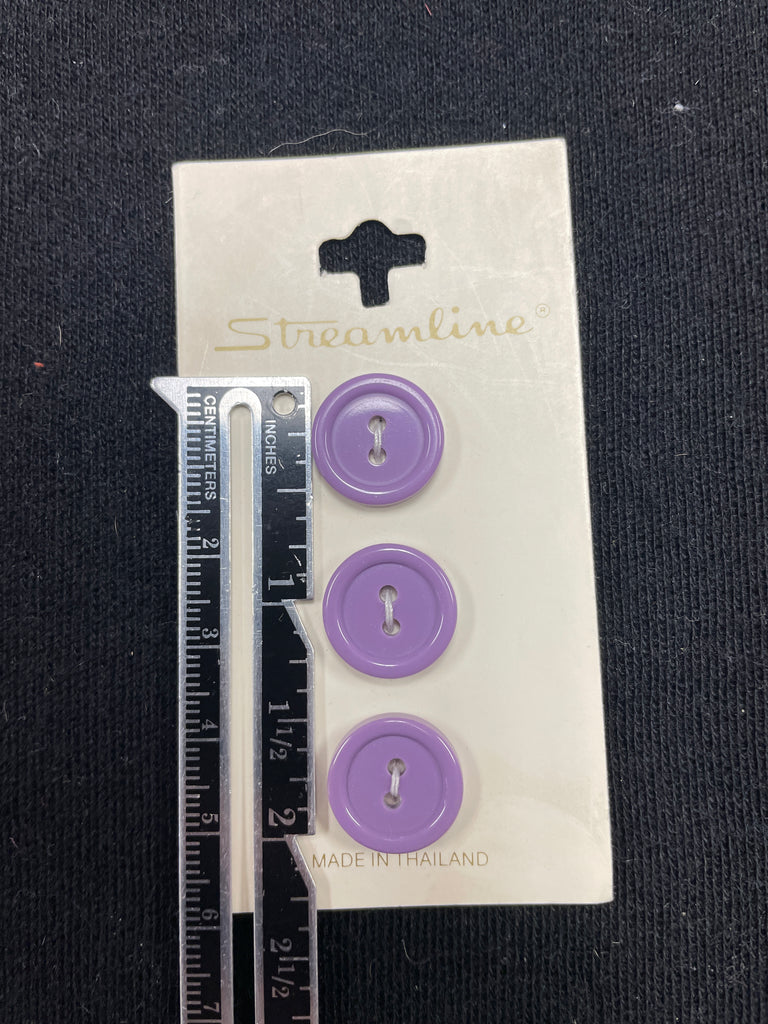 Streamline®
CENTIMETERS
INCHES
2
1
3
1 1/2
4
5
2
MADE IN THAILAND
6
2 1/2
7